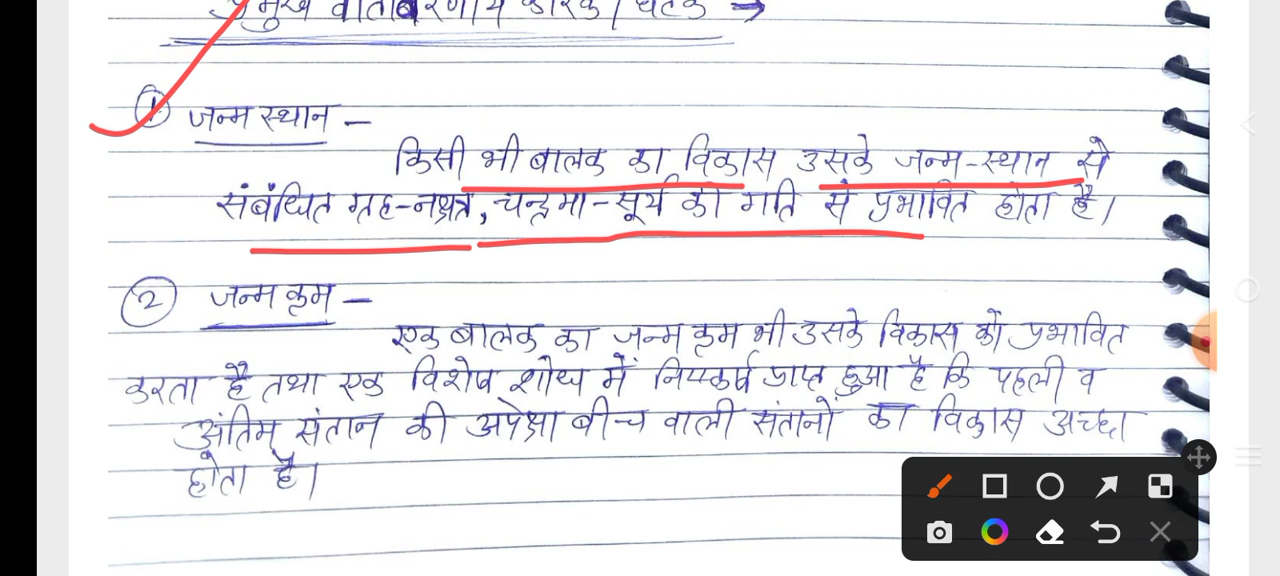 प्रमुख वातावरणीय कारक / घटक →
① जन्म स्थान –
किसी भी बालक का विकास उसके जन्म-स्थान से
संबंधित ग्रह-नक्षत्र, चन्द्रमा-सूर्य की गति से प्रभावित होता है।
② जन्म क्रम –
एक बालक का जन्म क्रम भी उसके विकास को प्रभावित
करता है तथा एक विशेष शोध में निष्कर्ष प्राप्त हुआ है कि पहली व
अंतिम संतान की अपेक्षा बीच वाली संतानों का विकास अच्छा
होता है।